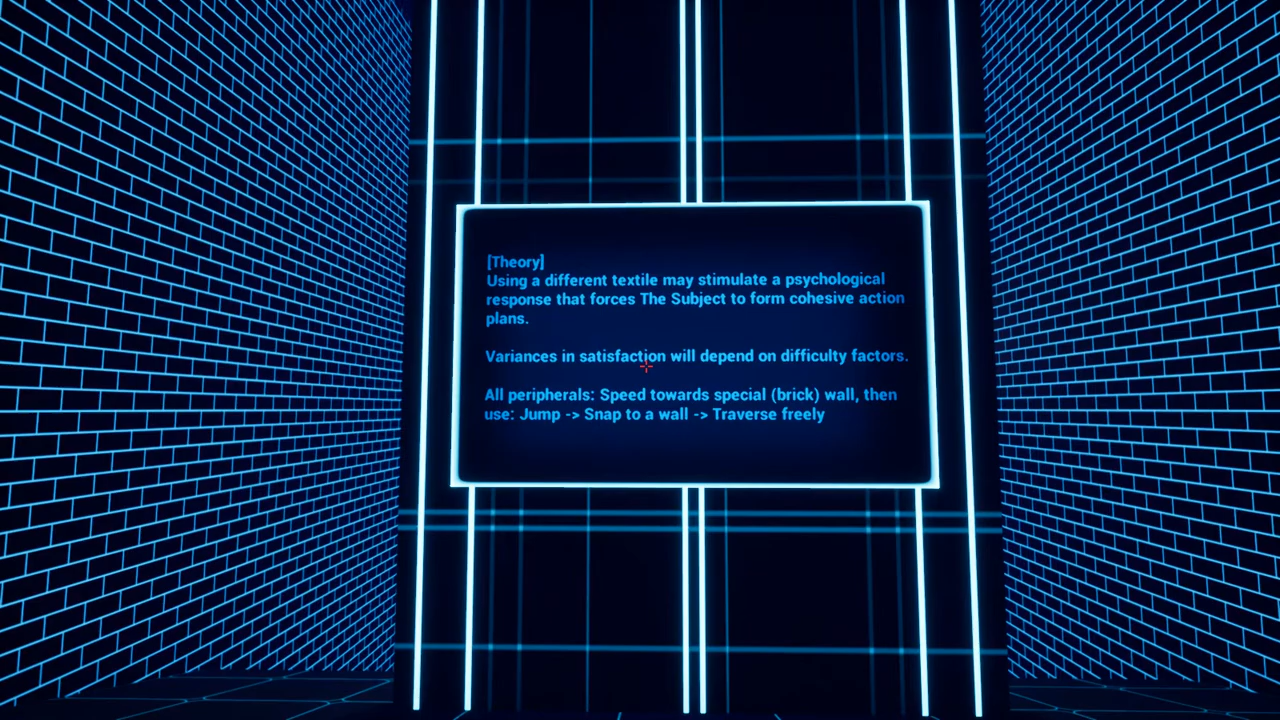 [Theory]
Using a different textile may stimulate a psychological
response that forces The Subject to form cohesive action
plans.
Variances in satisfaction will depend on difficulty factors.
All peripherals: Speed towards special (brick) wall, then
use: Jump -> Snap to a wall -> Traverse freely